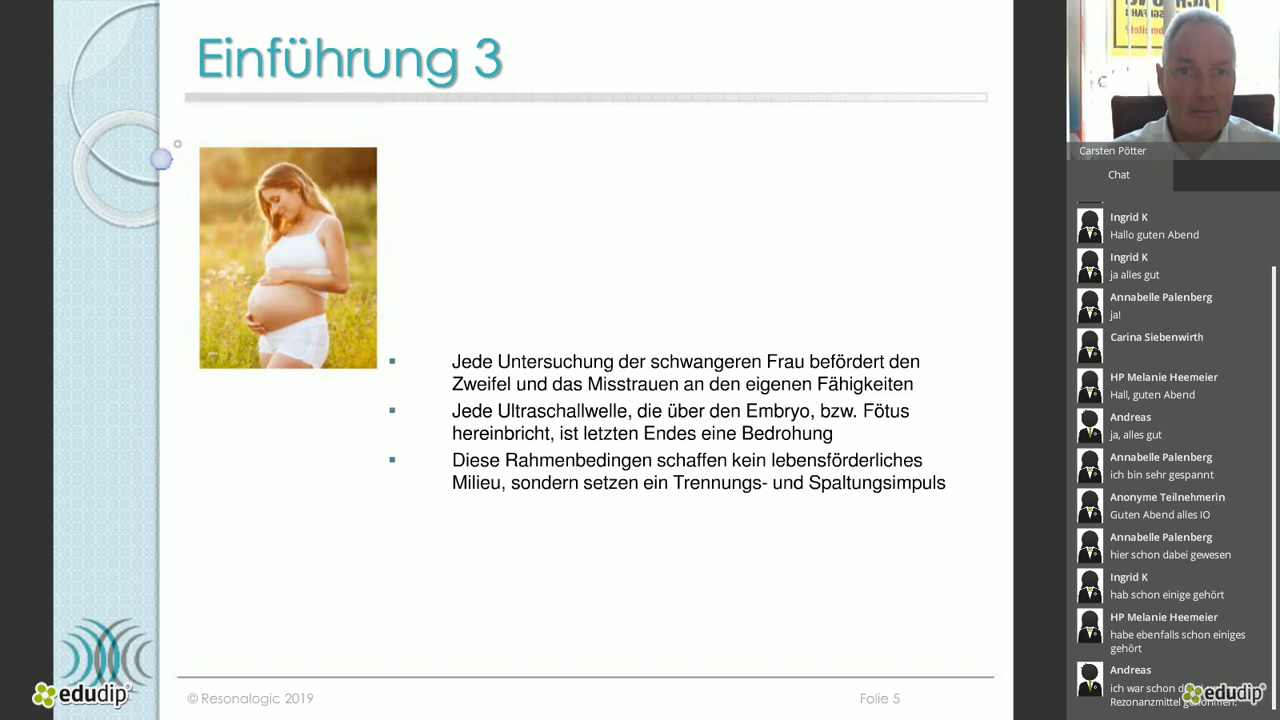 Einführung 3
Jede Untersuchung der schwangeren Frau befördert den
Zweifel und das Misstrauen an den eigenen Fähigkeiten
Jede Ultraschallwelle, die über den Embryo, bzw. Fötus
hereinbricht, ist letzten Endes eine Bedrohung
Diese Rahmenbedingen schaffen kein lebensförderliches
Milieu, sondern setzen ein Trennungs- und Spaltungsimpuls
© Resonalogic 2019
Folie 5
edudip
Carsten Pötter
Chat
Ingrid K
Hallo guten Abend
Ingrid K
ja alles gut
Annabelle Palenberg
ja!
Carina Siebenwirth
HP Melanie Heemeier
Hall, guten Abend
Andreas
ja, alles gut
Annabelle Palenberg
ich bin sehr gespannt
Anonyme Teilnehmerin
Guten Abend alles IO
Annabelle Palenberg
hier schon dabei gewesen
Ingrid K
hab schon einige gehört
HP Melanie Heemeier
habe ebenfalls schon einiges
gehört
Andreas
ich war schon
Rezonanzmittel
edudip